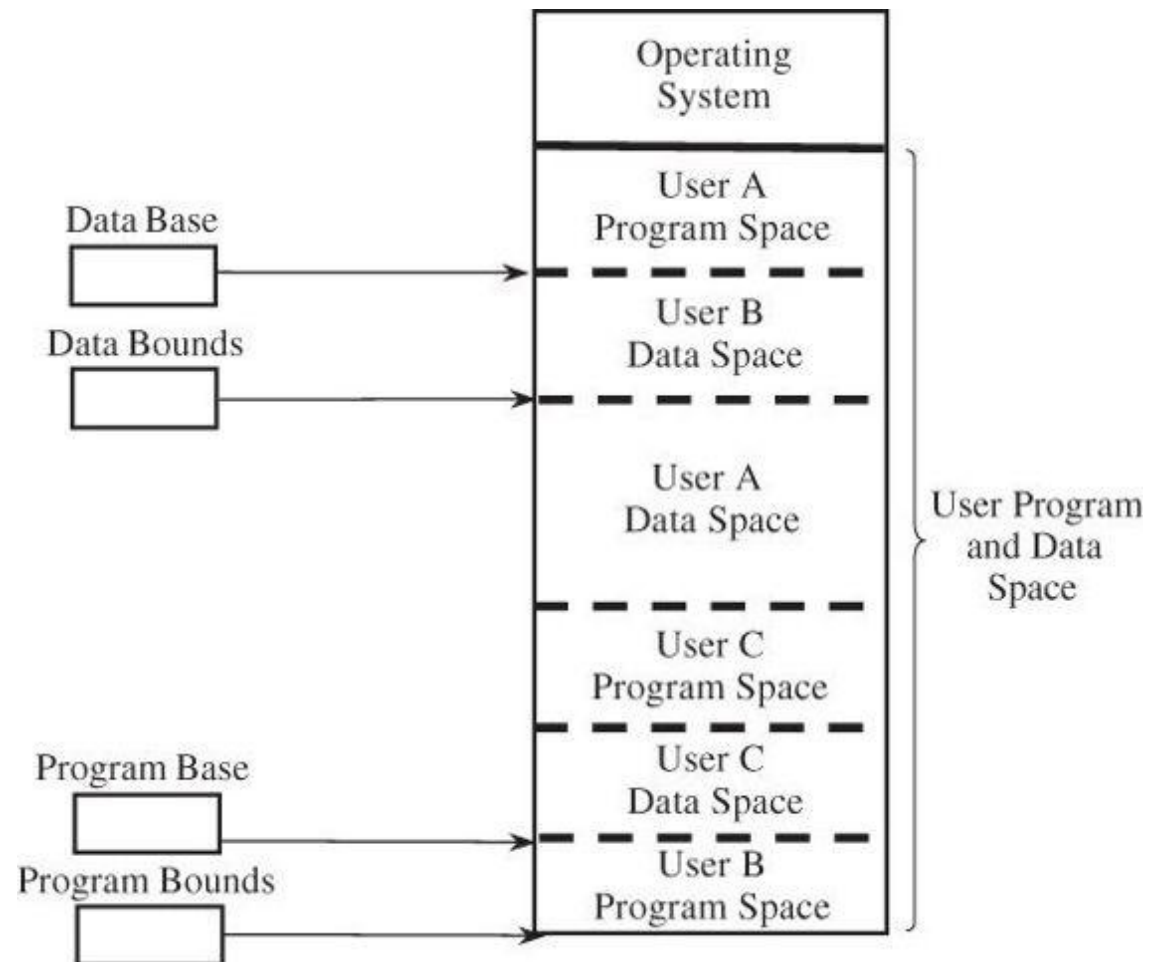 Operating
System
User A
Program Space
Data Base
User B
Data Space
Data Bounds
User A
Data Space
User Program
and Data
Space
User C
Program Space
User C
Data Space
Program Base
User B
Program Space
Program Bounds